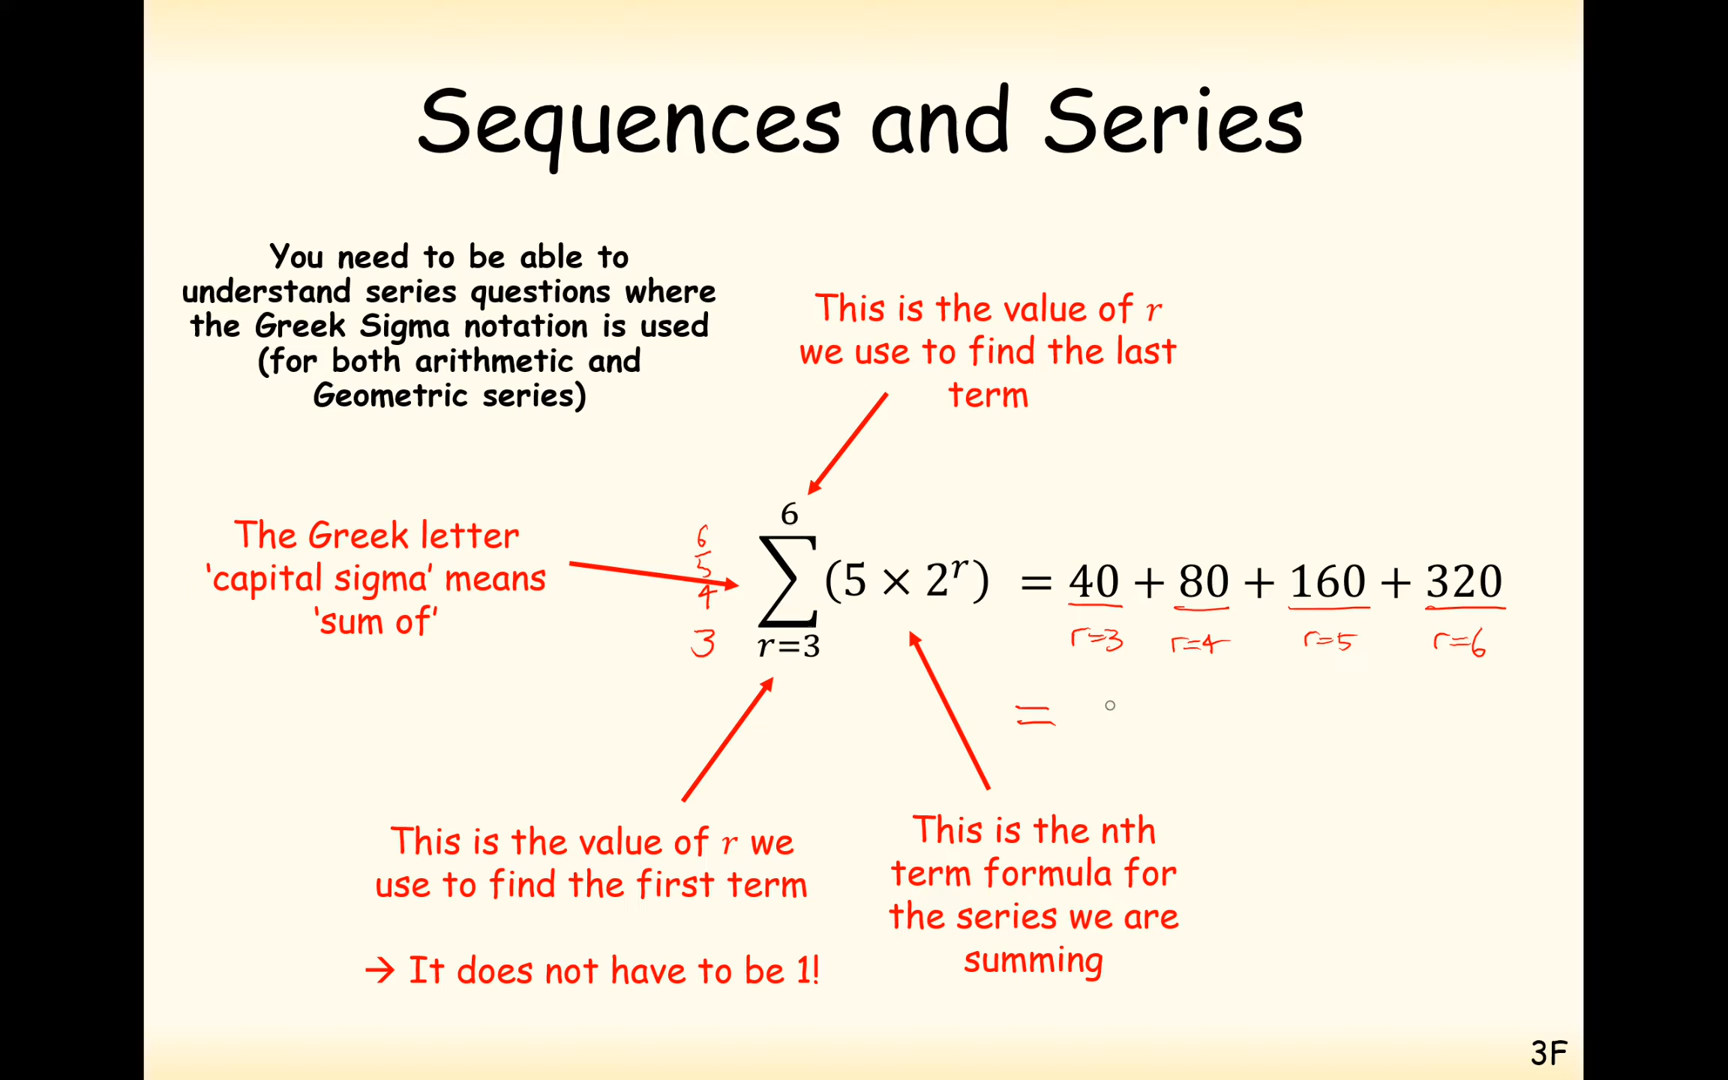 Sequences and Series
You need to be able to
understand series questions where
the Greek Sigma notation is used
(for both arithmetic and
Geometric series)
This is the value of r
we use to find the last
term
The Greek letter
‘capital sigma’ means
‘sum of’
6
5
4
3
6
∑(5 × 2^r) = 40 + 80 + 160 + 320
r=3
r=3 r=4 r=5 r=6
=
This is the value of r we
use to find the first term
→ It does not have to be 1!
This is the nth
term formula for
the series we are
summing
3F